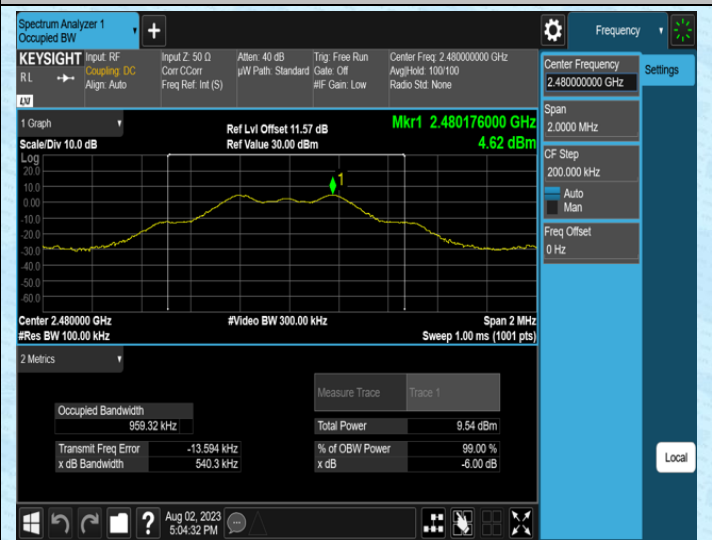 Spectrum Analyzer 1
Occupied BW
Frequency
KEYSIGHT
RL
LXI
Input: RF
Coupling: DC
Align: Auto
Input Z: 50 Ω
Corr CCorr
Freq Ref: Int (S)
Atten: 40 dB
µW Path: Standard
Trig: Free Run
Gate: Off
#IF Gain: Low
Center Freq: 2.480000000 GHz
Avg|Hold: 100/100
Radio Std: None
1 Graph
Scale/Div 10.0 dB
Ref Lvl Offset 11.57 dB
Ref Value 30.00 dBm
Mkr1 2.480176000 GHz
4.62 dBm
Log
20.0
10.0
0.00
-10.0
-20.0
-30.0
-40.0
-50.0
-60.0
1
Center 2.480000 GHz
#Res BW 100.00 kHz
#Video BW 300.00 kHz
Span 2 MHz
Sweep 1.00 ms (1001 pts)
2 Metrics
Measure Trace Trace 1
Occupied Bandwidth
959.32 kHz
Total Power 9.54 dBm
Transmit Freq Error -13.594 kHz
% of OBW Power 99.00 %
x dB Bandwidth 540.3 kHz
x dB -6.00 dB
Center Frequency
2.480000000 GHz
Settings
Span
2.0000 MHz
CF Step
200.000 kHz
Auto
Man
Freq Offset
0 Hz
Local
?
Aug 02, 2023
5:04:32 PM